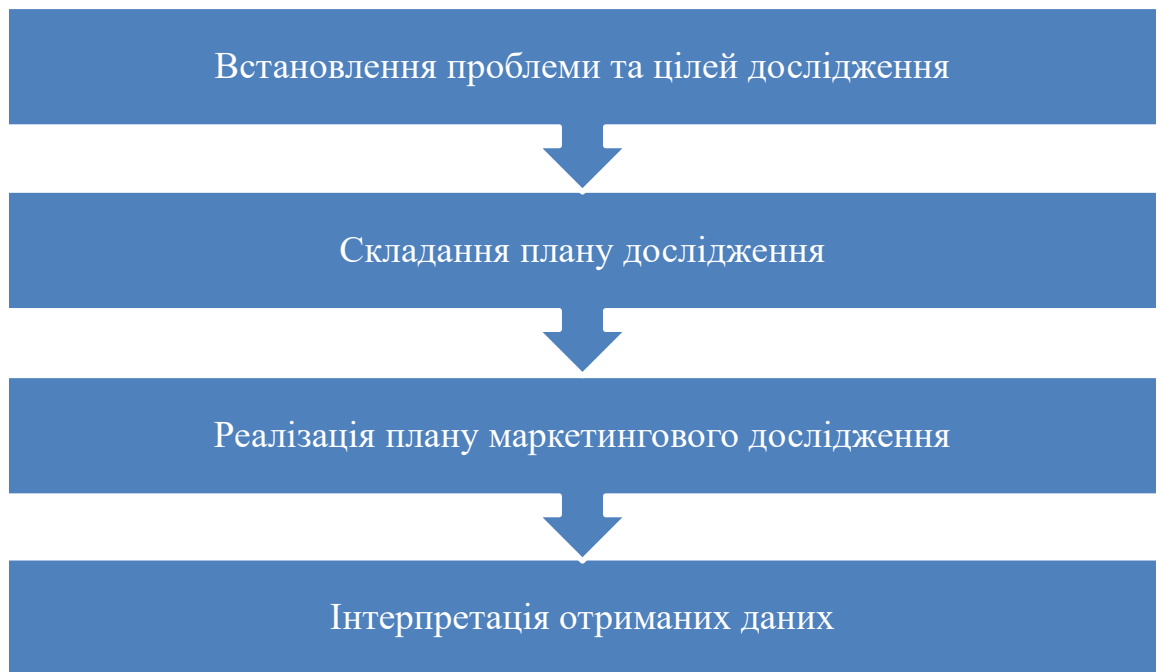 Встановлення проблеми та цілей дослідження
Складання плану дослідження
Реалізація плану маркетингового дослідження
Інтерпретація отриманих даних